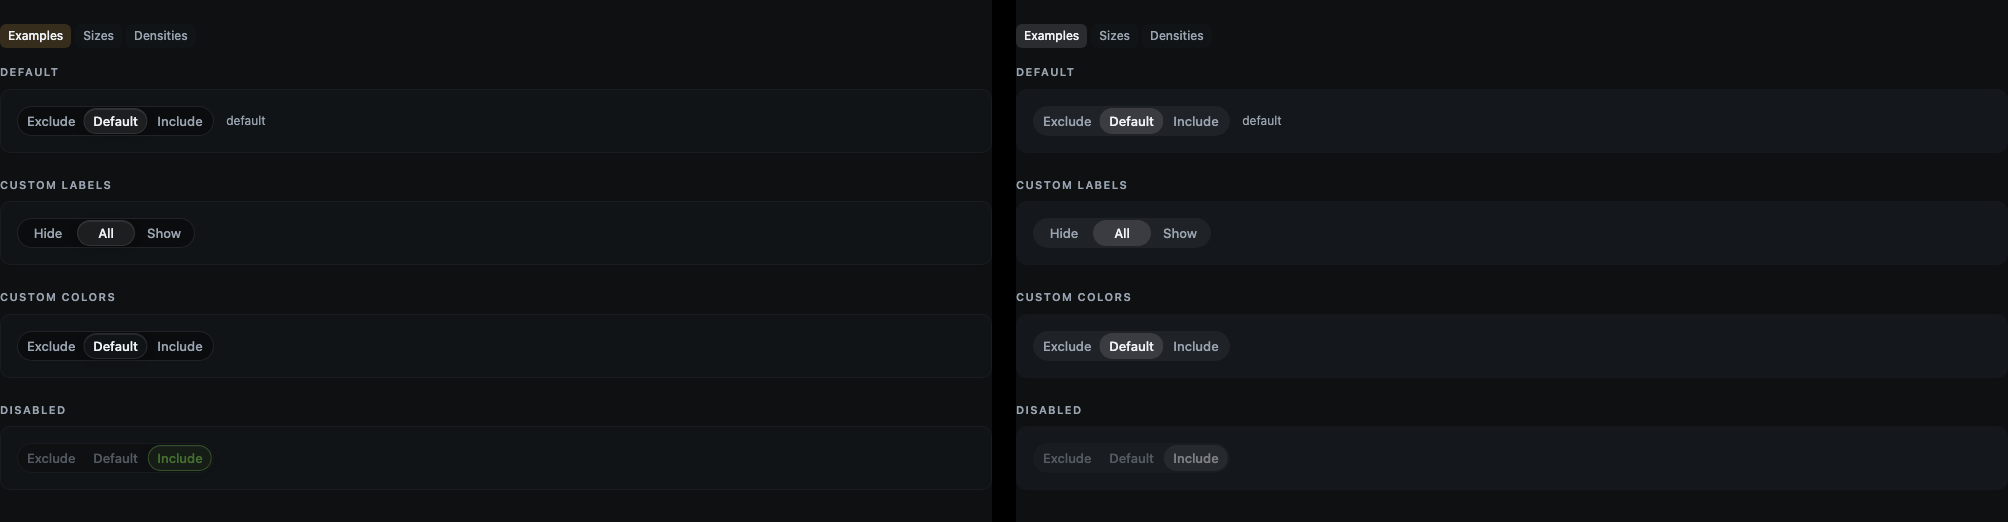 Examples Sizes Densities
DEFAULT
Exclude Default Include default
CUSTOM LABELS
Hide All Show
CUSTOM COLORS
Exclude Default Include
DISABLED
Exclude Default Include
Examples Sizes Densities
DEFAULT
Exclude Default Include default
CUSTOM LABELS
Hide All Show
CUSTOM COLORS
Exclude Default Include
DISABLED
Exclude Default Include